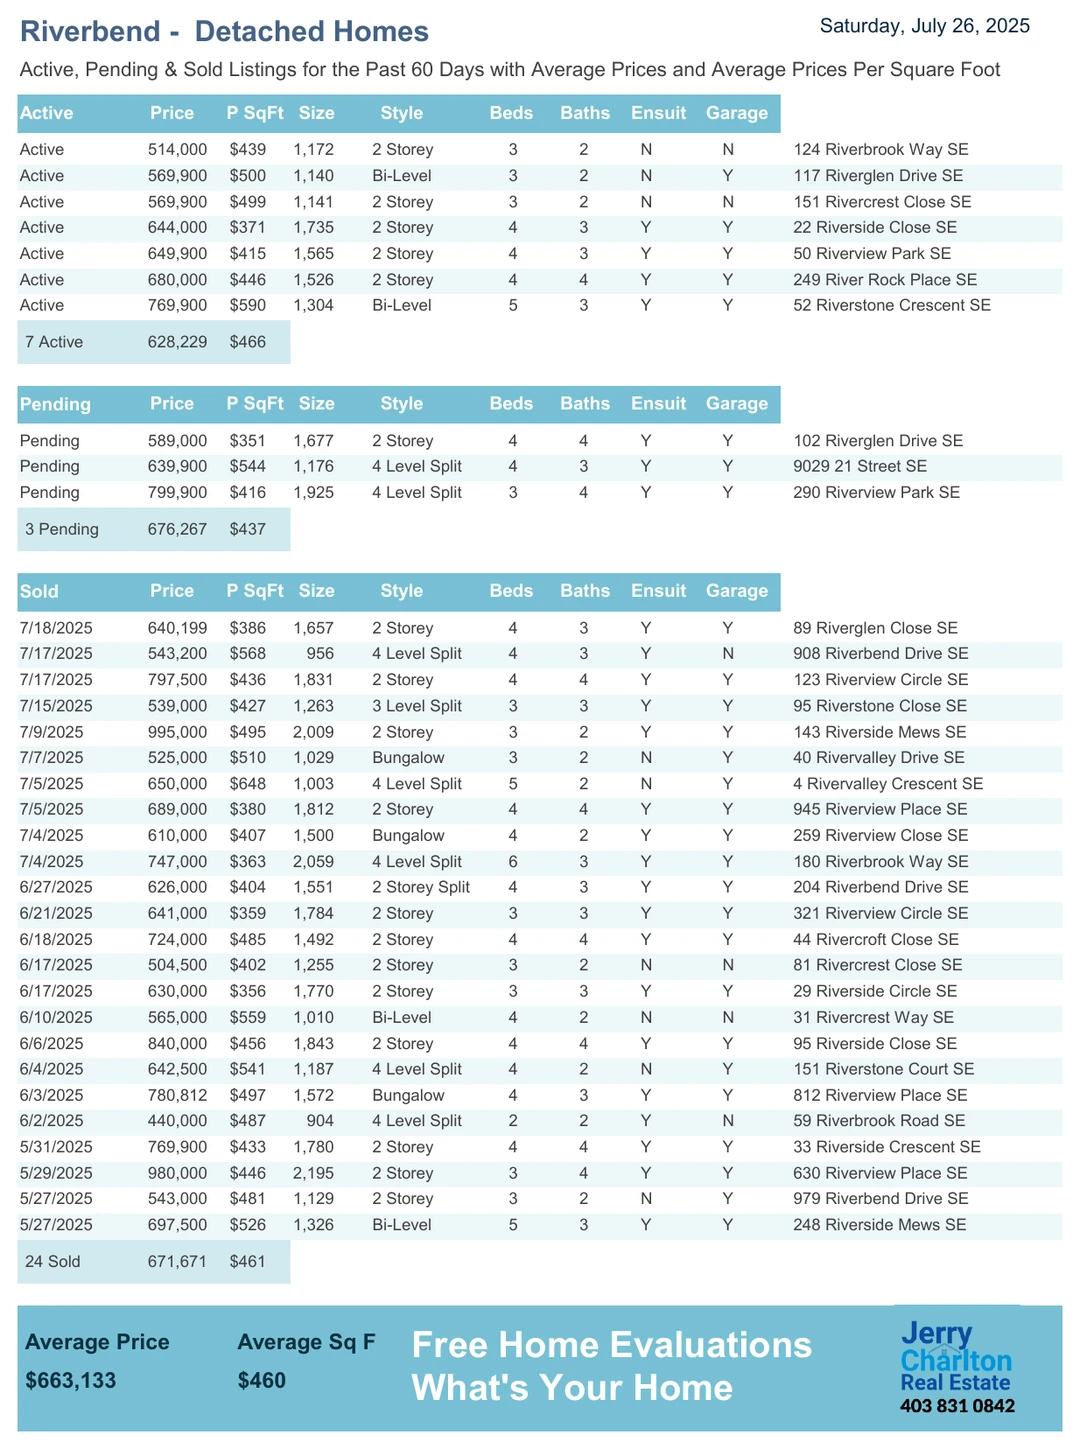 Riverbend -  Detached Homes
Saturday, July 26, 2025
Active, Pending & Sold Listings for the Past 60 Days with Average Prices and Average Prices Per Square Foot
Active Price P SqFt Size Style Beds Baths Ensuit Garage
Active 514,000 $439 1,172 2 Storey 3 2 N N 124 Riverbrook Way SE
Active 569,900 $500 1,140 Bi-Level 3 2 N Y 117 Riverglen Drive SE
Active 569,900 $499 1,141 2 Storey 3 2 N N 151 Rivercrest Close SE
Active 644,000 $371 1,735 2 Storey 4 3 Y Y 22 Riverside Close SE
Active 649,900 $415 1,565 2 Storey 4 3 Y Y 50 Riverview Park SE
Active 680,000 $446 1,526 2 Storey 4 4 Y Y 249 River Rock Place SE
Active 769,900 $590 1,304 Bi-Level 5 3 Y Y 52 Riverstone Crescent SE
7 Active 628,229 $466
Pending Price P SqFt Size Style Beds Baths Ensuit Garage
Pending 589,000 $351 1,677 2 Storey 4 4 Y Y 102 Riverglen Drive SE
Pending 639,900 $544 1,176 4 Level Split 4 3 Y Y 9029 21 Street SE
Pending 799,900 $416 1,925 4 Level Split 3 4 Y Y 290 Riverview Park SE
3 Pending 676,267 $437
Sold Price P SqFt Size Style Beds Baths Ensuit Garage
7/18/2025 640,199 $386 1,657 2 Storey 4 3 Y Y 89 Riverglen Close SE
7/17/2025 543,200 $568 956 4 Level Split 4 3 Y N 908 Riverbend Drive SE
7/17/2025 797,500 $436 1,831 2 Storey 4 4 Y Y 123 Riverview Circle SE
7/15/2025 539,000 $427 1,263 3 Level Split 3 3 Y Y 95 Riverstone Close SE
7/9/2025 995,000 $495 2,009 2 Storey 3 2 Y Y 143 Riverside Mews SE
7/7/2025 525,000 $510 1,029 Bungalow 3 2 N Y 40 Rivervalley Drive SE
7/5/2025 650,000 $648 1,003 4 Level Split 5 2 N Y 4 Rivervalley Crescent SE
7/5/2025 689,000 $380 1,812 2 Storey 4 4 Y Y 945 Riverview Place SE
7/4/2025 610,000 $407 1,500 Bungalow 4 2 Y Y 259 Riverview Close SE
7/4/2025 747,000 $363 2,059 4 Level Split 6 3 Y Y 180 Riverbrook Way SE
6/27/2025 626,000 $404 1,551 2 Storey Split 4 3 Y Y 204 Riverbend Drive SE
6/21/2025 641,000 $359 1,784 2 Storey 3 3 Y Y 321 Riverview Circle SE
6/18/2025 724,000 $485 1,492 2 Storey 4 4 Y Y 44 Rivercroft Close SE
6/17/2025 504,500 $402 1,255 2 Storey 3 2 N N 81 Rivercrest Close SE
6/17/2025 630,000 $356 1,770 2 Storey 3 3 Y Y 29 Riverside Circle SE
6/10/2025 565,000 $559 1,010 Bi-Level 4 2 N N 31 Rivercrest Way SE
6/6/2025 840,000 $456 1,843 2 Storey 4 4 Y Y 95 Riverside Close SE
6/4/2025 642,500 $541 1,187 4 Level Split 4 2 N Y 151 Riverstone Court SE
6/3/2025 780,812 $497 1,572 Bungalow 4 3 Y Y 812 Riverview Place SE
6/2/2025 440,000 $487 904 4 Level Split 2 2 Y N 59 Riverbrook Road SE
5/31/2025 769,900 $433 1,780 2 Storey 4 4 Y Y 33 Riverside Crescent SE
5/29/2025 980,000 $446 2,195 2 Storey 3 4 Y Y 630 Riverview Place SE
5/27/2025 543,000 $481 1,129 2 Storey 3 2 N Y 979 Riverbend Drive SE
5/27/2025 697,500 $526 1,326 Bi-Level 5 3 Y Y 248 Riverside Mews SE
24 Sold 671,671 $461
Average Price Average Sq F
$663,133 $460
Free Home Evaluations
What's Your Home
Jerry
Charlton
Real Estate
403 831 0842